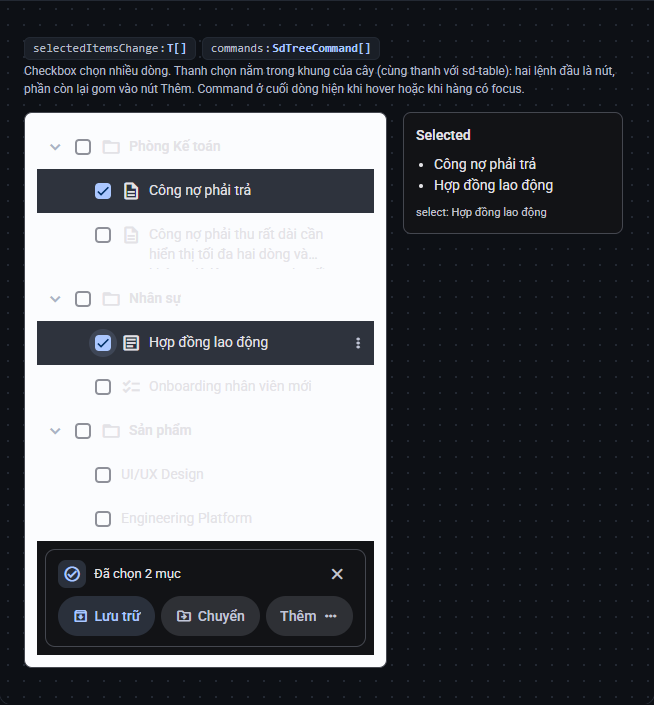 selectedItemsChange:T[] commands:SdTreeCommand[]
Checkbox chọn nhiều dòng. Thanh chọn nằm trong khung của cây (cùng thanh với sd-table): hai lệnh đầu là nút,
phần còn lại gom vào nút Thêm. Command ở cuối dòng hiện khi hover hoặc khi hàng có focus.
Phòng Kế toán
Công nợ phải trả
Công nợ phải thu rất dài cần
hiển thị tối đa hai dòng và...
Nhân sự
Hợp đồng lao động
Onboarding nhân viên mới
Sản phẩm
UI/UX Design
Engineering Platform
Đã chọn 2 mục
Lưu trữ
Chuyển
Thêm
Selected
Công nợ phải trả
Hợp đồng lao động
select: Hợp đồng lao động